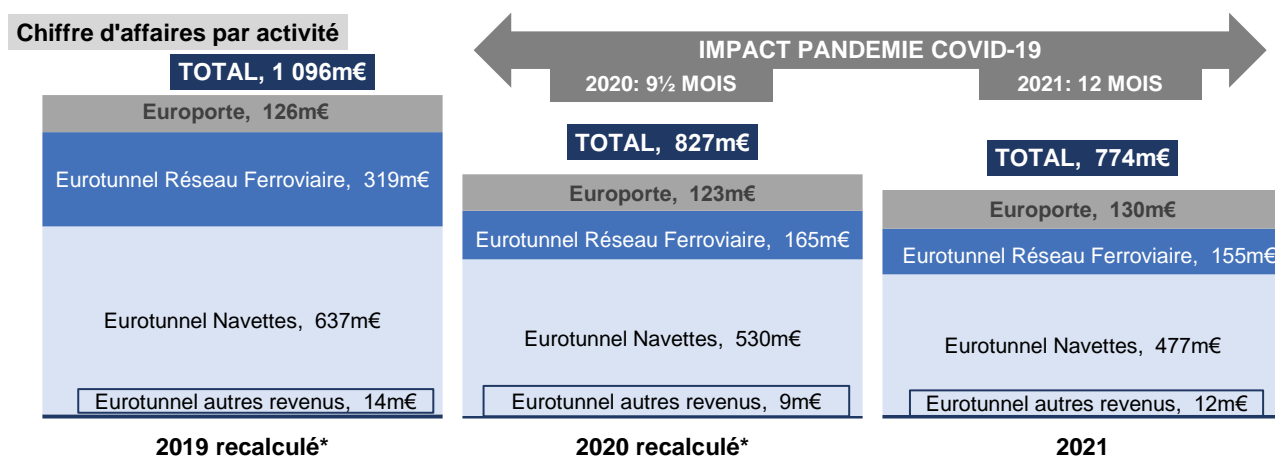 Chiffre d'affaires par activité
IMPACT PANDEMIE COVID-19
2020: 9½ MOIS
2021: 12 MOIS
TOTAL, 1 096m€
Europorte, 126m€
Eurotunnel Réseau Ferroviaire, 319m€
Eurotunnel Navettes, 637m€
Eurotunnel autres revenus, 14m€
2019 recalculé*
TOTAL, 827m€
Europorte, 123m€
Eurotunnel Réseau Ferroviaire, 165m€
Eurotunnel Navettes, 530m€
Eurotunnel autres revenus, 9m€
2020 recalculé*
TOTAL, 774m€
Europorte, 130m€
Eurotunnel Réseau Ferroviaire, 155m€
Eurotunnel Navettes, 477m€
Eurotunnel autres revenus, 12m€
2021